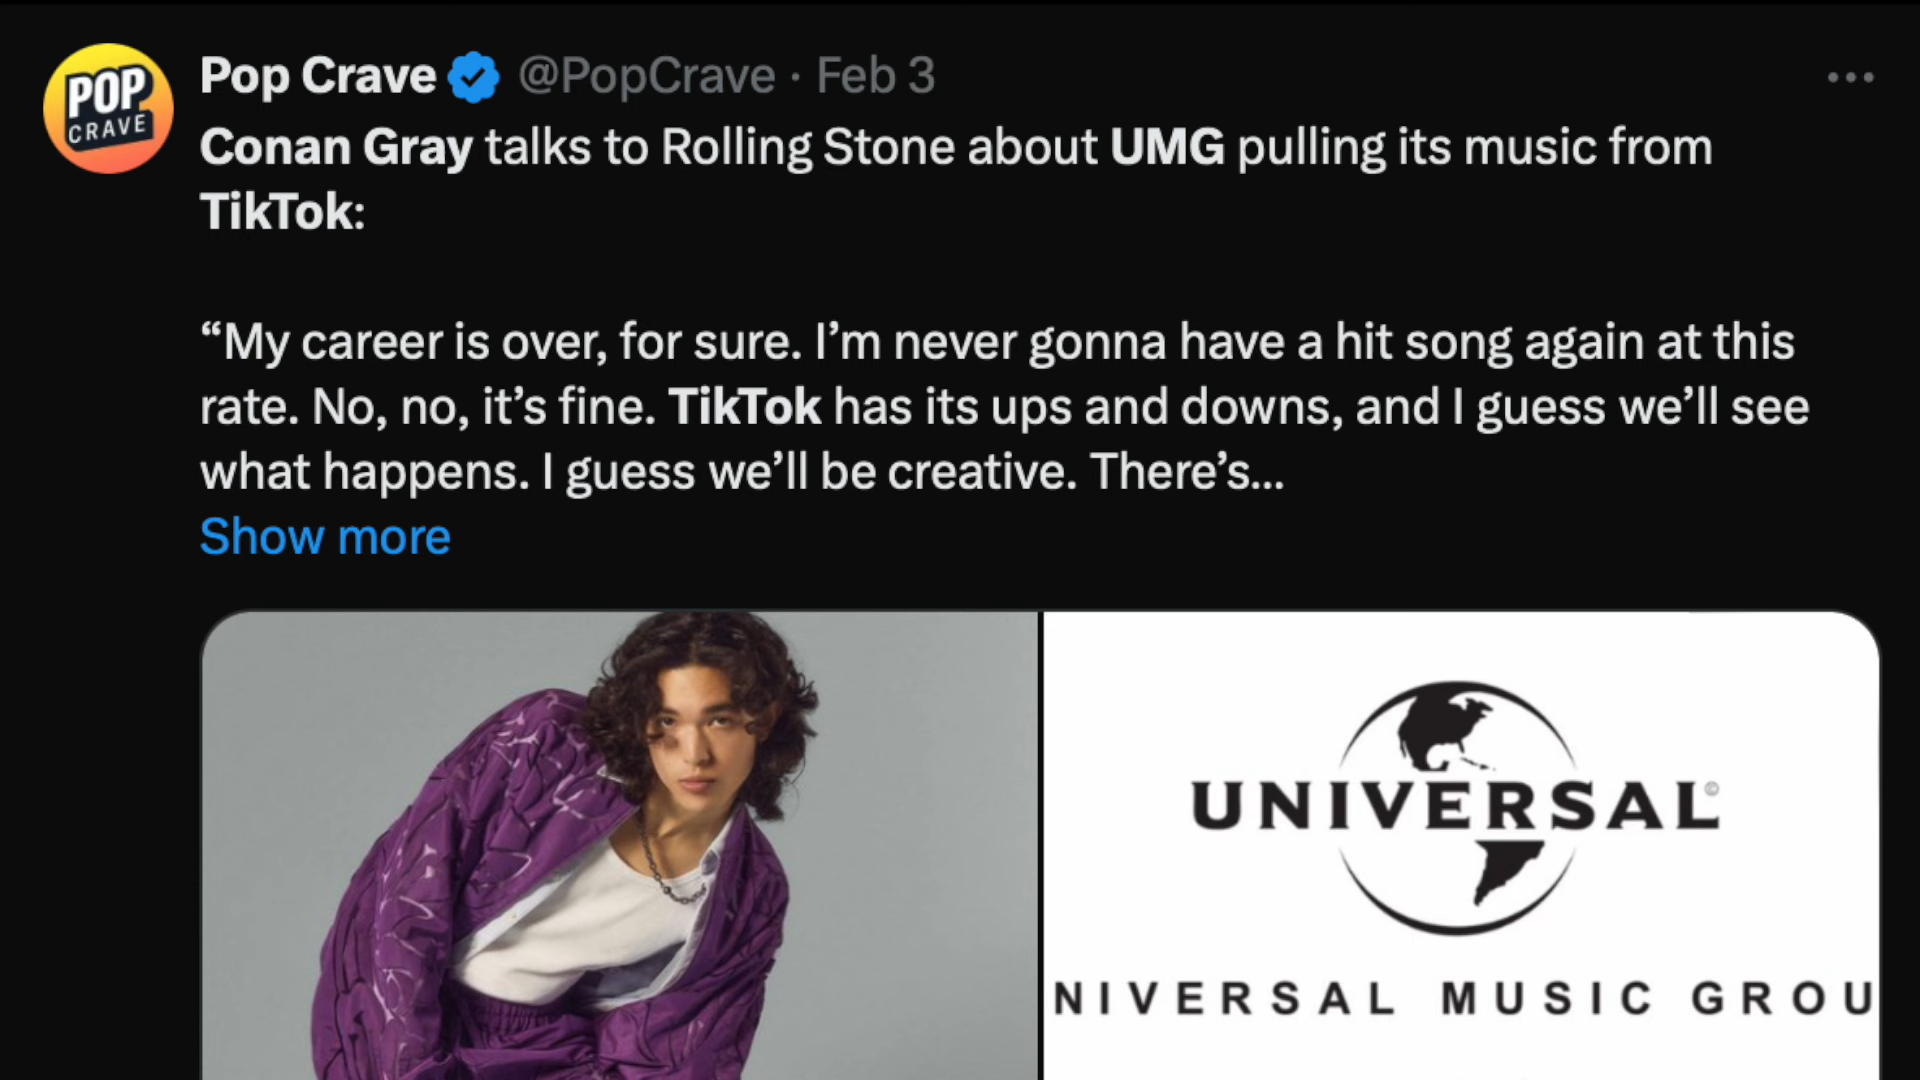 POP
CRAVE
Pop Crave @PopCrave · Feb 3
Conan Gray talks to Rolling Stone about UMG pulling its music from
TikTok:
“My career is over, for sure. I’m never gonna have a hit song again at this
rate. No, no, it’s fine. TikTok has its ups and downs, and I guess we’ll see
what happens. I guess we’ll be creative. There’s...
Show more
UNIVERSAL©
NIVERSAL MUSIC GROU